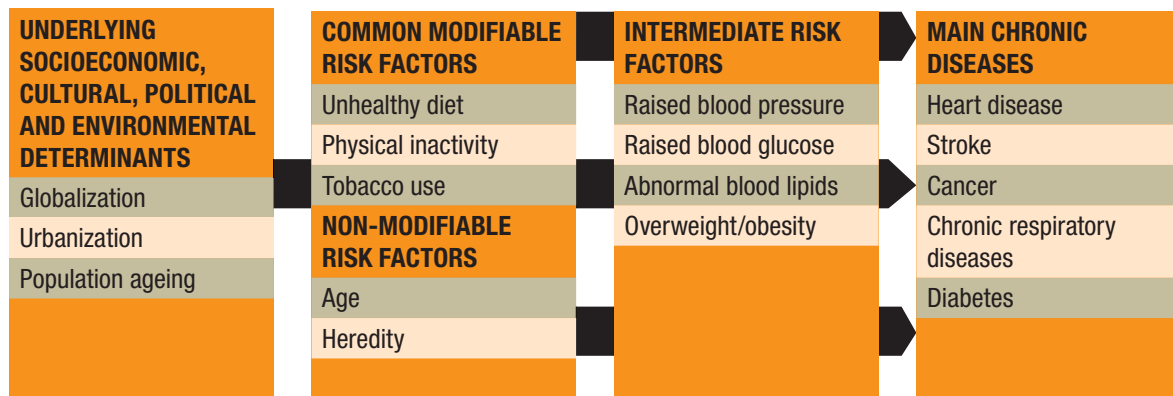 UNDERLYING
SOCIOECONOMIC,
CULTURAL, POLITICAL
AND ENVIRONMENTAL
DETERMINANTS
Globalization
Urbanization
Population ageing
COMMON MODIFIABLE
RISK FACTORS
Unhealthy diet
Physical inactivity
Tobacco use
NON-MODIFIABLE
RISK FACTORS
Age
Heredity
INTERMEDIATE RISK
FACTORS
Raised blood pressure
Raised blood glucose
Abnormal blood lipids
Overweight/obesity
MAIN CHRONIC
DISEASES
Heart disease
Stroke
Cancer
Chronic respiratory
diseases
Diabetes